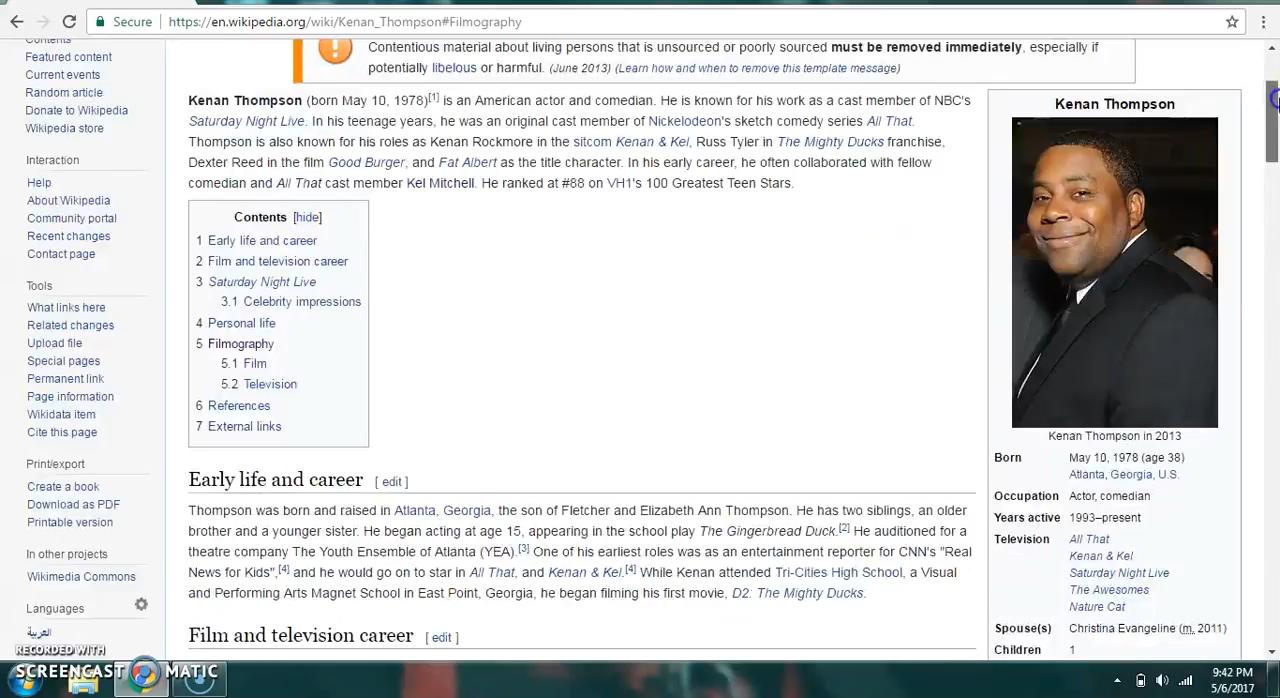 Secure
https://en.wikipedia.org/wiki/Kenan_Thompson#Filmography
Contents
Featured content
Current events
Random article
Donate to Wikipedia
Wikipedia store
Interaction
Help
About Wikipedia
Community portal
Recent changes
Contact page
Tools
What links here
Related changes
Upload file
Special pages
Permanent link
Page information
Wikidata item
Cite this page
Print/export
Create a book
Download as PDF
Printable version
In other projects
Wikimedia Commons
Languages
العربية
Contentious material about living persons that is unsourced or poorly sourced must be removed immediately, especially if
potentially libelous or harmful. (June 2013) (Learn how and when to remove this template message)
Kenan Thompson (born May 10, 1978)[1] is an American actor and comedian. He is known for his work as a cast member of NBC's
Saturday Night Live. In his teenage years, he was an original cast member of Nickelodeon's sketch comedy series All That.
Thompson is also known for his roles as Kenan Rockmore in the sitcom Kenan & Kel, Russ Tyler in The Mighty Ducks franchise,
Dexter Reed in the film Good Burger, and Fat Albert as the title character. In his early career, he often collaborated with fellow
comedian and All That cast member Kel Mitchell. He ranked at #88 on VH1's 100 Greatest Teen Stars.
Contents [hide]
1 Early life and career
2 Film and television career
3 Saturday Night Live
3.1 Celebrity impressions
4 Personal life
5 Filmography
5.1 Film
5.2 Television
6 References
7 External links
Early life and career [ edit ]
Thompson was born and raised in Atlanta, Georgia, the son of Fletcher and Elizabeth Ann Thompson. He has two siblings, an older
brother and a younger sister. He began acting at age 15, appearing in the school play The Gingerbread Duck.[2] He auditioned for a
theatre company The Youth Ensemble of Atlanta (YEA).[3] One of his earliest roles was as an entertainment reporter for CNN's "Real
News for Kids",[4] and he would go on to star in All That, and Kenan & Kel.[4] While Kenan attended Tri-Cities High School, a Visual
and Performing Arts Magnet School in East Point, Georgia, he began filming his first movie, D2: The Mighty Ducks.
Film and television career [ edit ]
Kenan Thompson
Kenan Thompson in 2013
Born May 10, 1978 (age 38)
Atlanta, Georgia, U.S.
Occupation Actor, comedian
Years active 1993–present
Television All That
Kenan & Kel
Saturday Night Live
The Awesomes
Nature Cat
Spouse(s) Christina Evangeline (m. 2011)
Children 1
RECORDED WITH
SCREENCAST MATIC
9:42 PM
5/6/2017